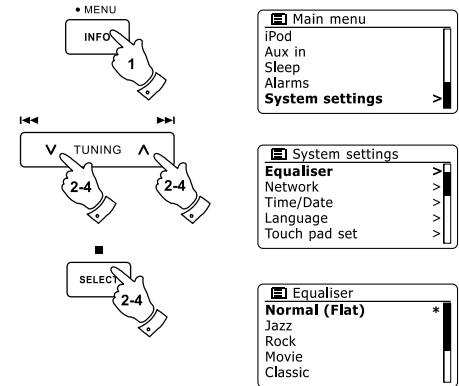 • MENU
INFO
1
TUNING
2-4
2-4
SELECT
2-4
Main menu
iPod
Aux in
Sleep
Alarms
System settings >
System settings
Equaliser >
Network >
Time/Date >
Language >
Touch pad set >
Equaliser
Normal (Flat) *
Jazz
Rock
Movie
Classic